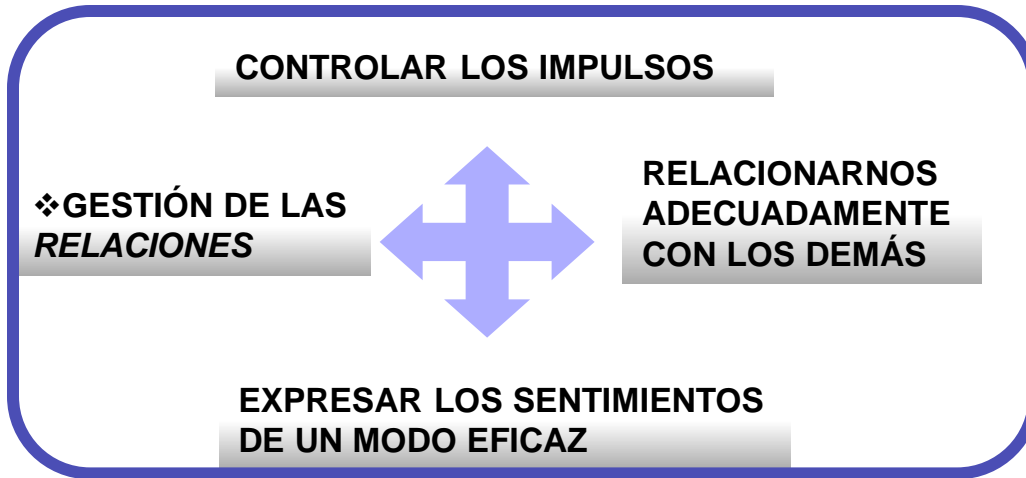 CONTROLAR LOS IMPULSOS
❖GESTIÓN DE LAS
RELACIONES
RELACIONARNOS
ADECUADAMENTE
CON LOS DEMÁS
EXPRESAR LOS SENTIMIENTOS
DE UN MODO EFICAZ